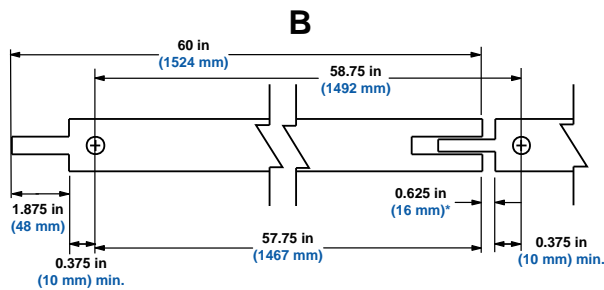 B
60 in
(1524 mm)
58.75 in
(1492 mm)
1.875 in
(48 mm)
0.625 in
(16 mm)*
57.75 in
(1467 mm)
0.375 in
(10 mm) min.
0.375 in
(10 mm) min.